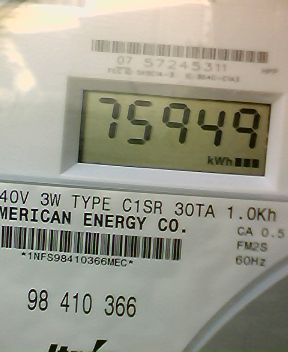 07 57245311
75949
kWh
40V 3W TYPE C1SR 30TA 1.0Kh
MERICAN ENERGY CO.
CA 0.5
FM2S
60Hz
*1NFS98410366MEC*
98 410 366